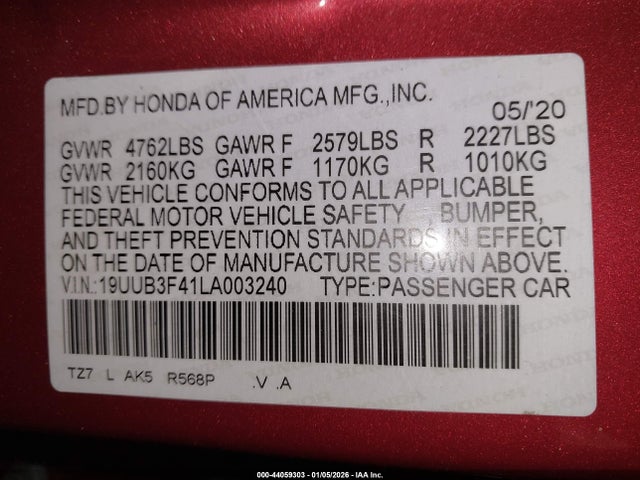 MFD.BY HONDA OF AMERICA MFG.,INC.
05/'20
GVWR 4762LBS GAWR F 2579LBS R 2227LBS
GVWR 2160KG GAWR F 1170KG R 1010KG
THIS VEHICLE CONFORMS TO ALL APPLICABLE
FEDERAL MOTOR VEHICLE SAFETY , BUMPER,
AND THEFT PREVENTION STANDARDS IN EFFECT
ON THE DATE OF MANUFACTURE SHOWN ABOVE.
V.I.N.:19UUB3F41LA003240 TYPE:PASSENGER CAR
TZ7 L AK5 R568P .V .A
000-44059303 - 01/05/2026 - IAA Inc.